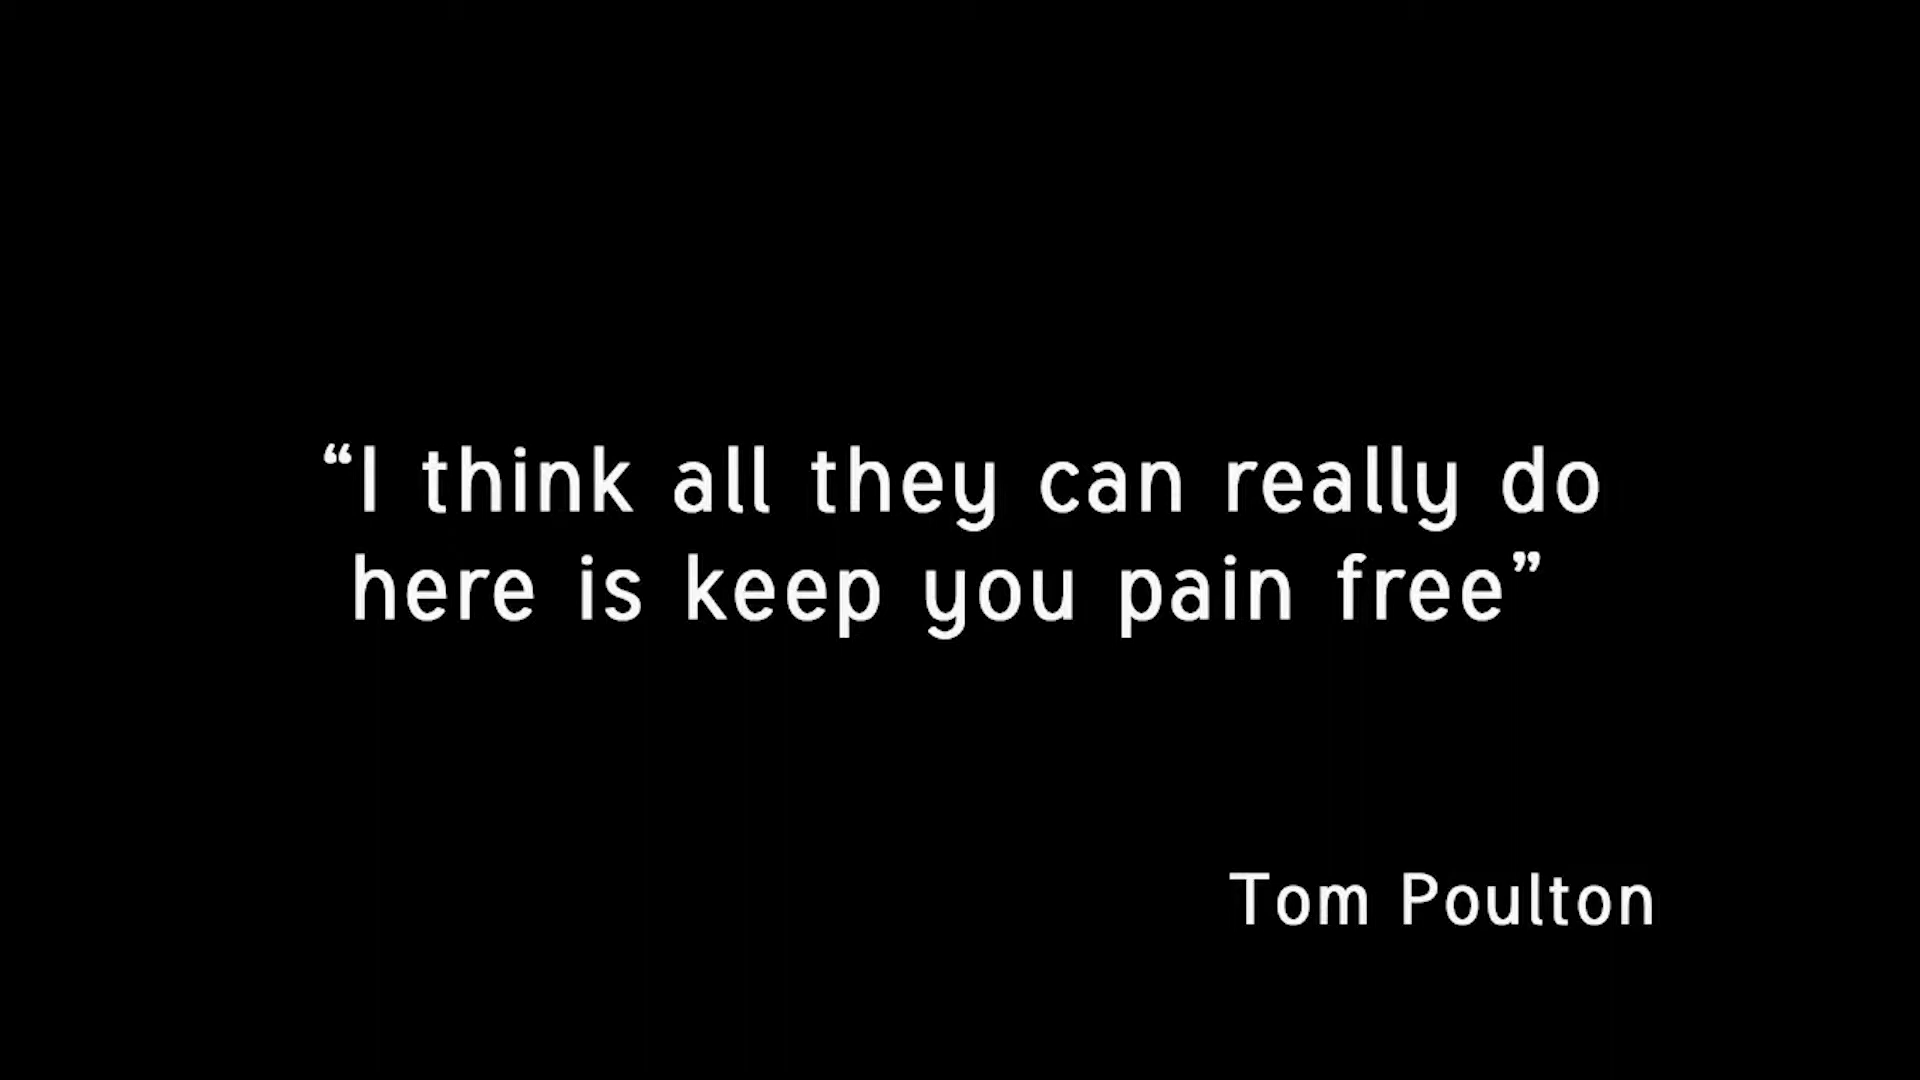 “I think all they can really do
here is keep you pain free”
Tom Poulton